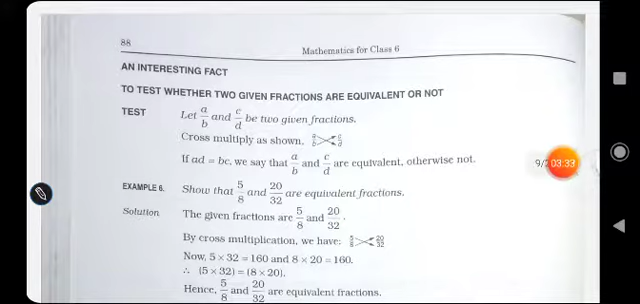 88
Mathematics for Class 6
AN INTERESTING FACT
TO TEST WHETHER TWO GIVEN FRACTIONS ARE EQUIVALENT OR NOT
TEST Let a/b and c/d be two given fractions.
Cross multiply as shown. a/b c/d
If ad = bc, we say that a/b and c/d are equivalent, otherwise not.
EXAMPLE 6. Show that 5/8 and 20/32 are equivalent fractions.
Solution The given fractions are 5/8 and 20/32.
By cross multiplication, we have: 5/8 20/32
Now, 5 × 32 = 160 and 8 × 20 = 160.
∴ (5 × 32) = (8 × 20).
Hence, 5/8 and 20/32 are equivalent fractions.
03:33